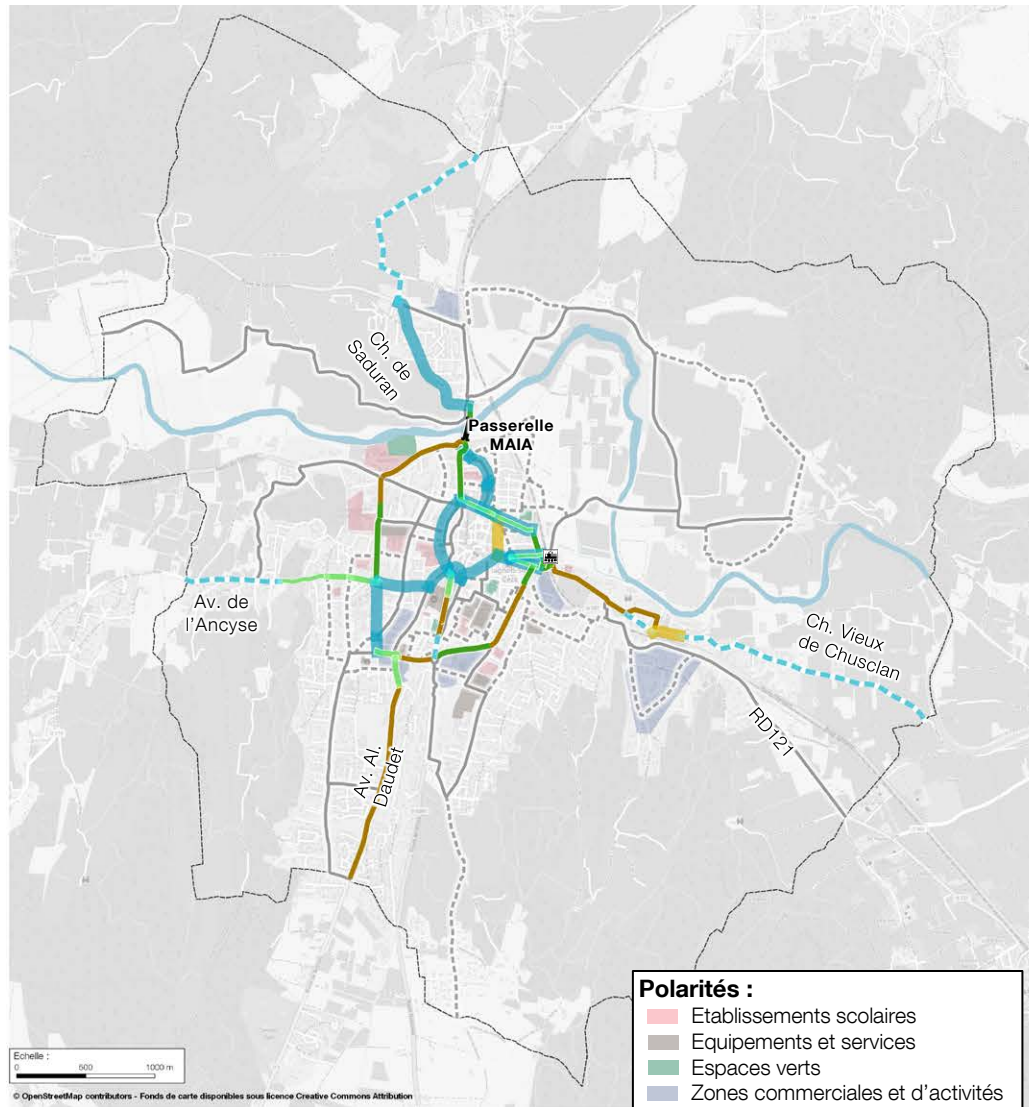 Ch. de
Saduran
Passerelle
MAIA
Av. de
l'Ancyse
Ch. Vieux
de Chusclan
RD121
Av. Al.
Daudet
Polarités :
Etablissements scolaires
Equipements et services
Espaces verts
Zones commerciales et d'activités
Echelle :
0 500 1000 m
© OpenStreetMap contributors - Fonds de carte disponibles sous licence Creative Commons Attribution